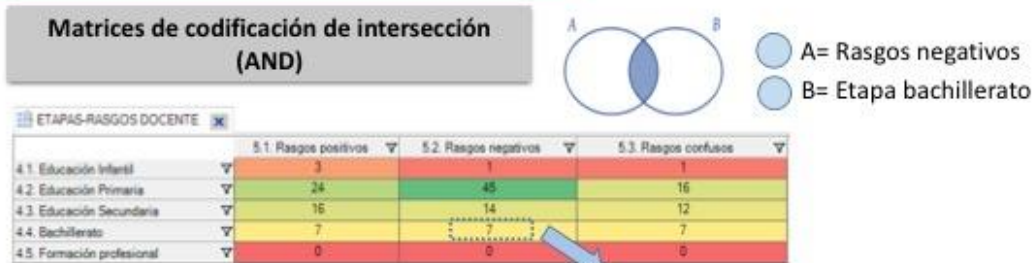 Matrices de codificación de intersección
(AND)
A B
A= Rasgos negativos
B= Etapa bachillerato
ETAPAS-RASGOS DOCENTE
5.1. Rasgos positivos 5.2. Rasgos negativos 5.3. Rasgos confusos
4.1. Educación Infantil 3 1 1
4.2. Educación Primaria 24 45 16
4.3. Educación Secundaria 16 14 12
4.4. Bachillerato 7 7 7
4.5. Formación profesional 0 0 0